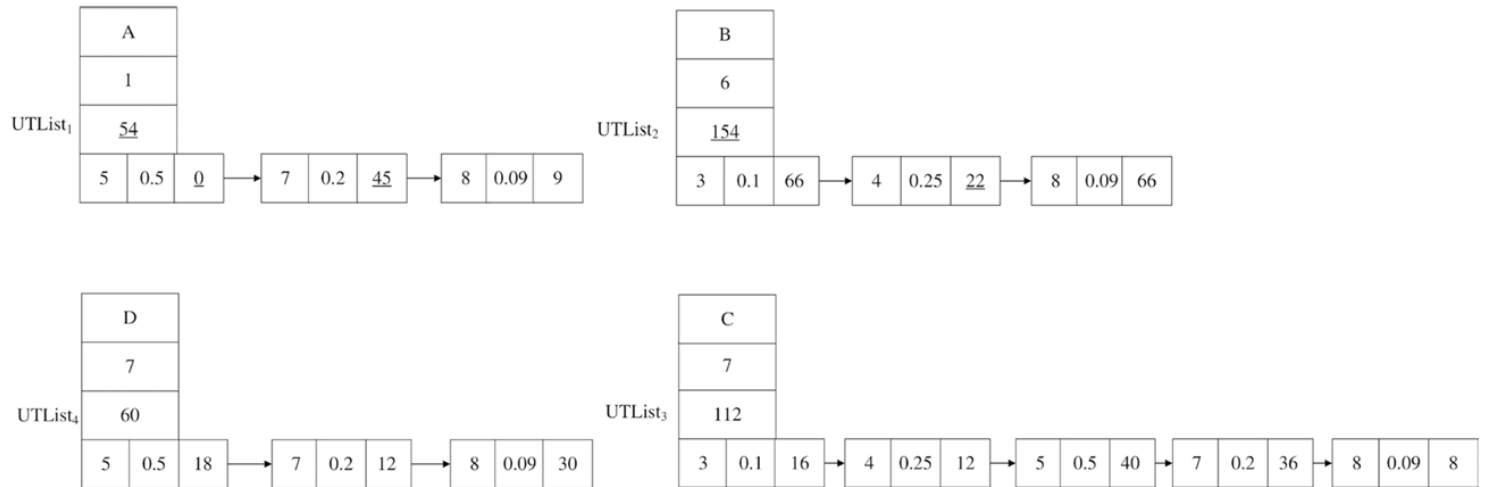 A
1
UTList₁ 54
5 0.5 0 7 0.2 45 8 0.09 9
B
6
UTList₂ 154
3 0.1 66 4 0.25 22 8 0.09 66
D
7
UTList₄ 60
5 0.5 18 7 0.2 12 8 0.09 30
C
7
UTList₃ 112
3 0.1 16 4 0.25 12 5 0.5 40 7 0.2 36 8 0.09 8